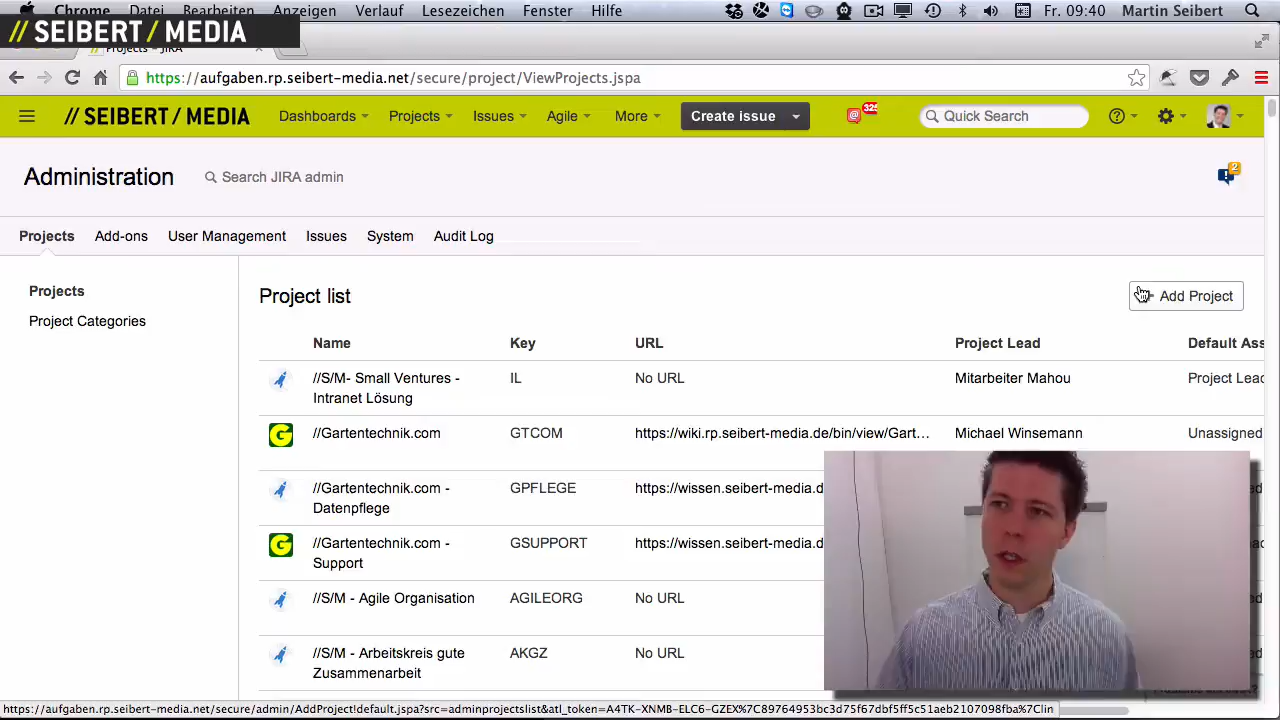 Chrome Datei Bearbeiten Anzeigen Verlauf Lesezeichen Fenster Hilfe Fr. 09:40 Martin Seibert
// SEIBERT / MEDIA
Projects - JIRA
https://aufgaben.rp.seibert-media.net/secure/project/ViewProjects.jspa
// SEIBERT / MEDIA Dashboards Projects Issues Agile More Create issue 325 Quick Search
Administration Search JIRA admin 2
Projects Add-ons User Management Issues System Audit Log
Projects
Project Categories
Project list Add Project
Name Key URL Project Lead Default Ass
//S/M- Small Ventures - IL No URL Mitarbeiter Mahou Project Lead
Intranet Lösung
//Gartentechnik.com GTCOM https://wiki.rp.seibert-media.de/bin/view/Gart... Michael Winsemann Unassigned
//Gartentechnik.com - GPFLEGE https://wissen.seibert-media.d
Datenpflege
//Gartentechnik.com - GSUPPORT https://wissen.seibert-media.d
Support
//S/M - Agile Organisation AGILEORG No URL
//S/M - Arbeitskreis gute AKGZ No URL
Zusammenarbeit
https://aufgaben.rp.seibert-media.net/secure/admin/AddProject!default.jspa?src=adminprojectslist&atl_token=A4TK-XNMB-ELC6-GZEX%7C89764953bc3d75f67dbf5ff5c51aeb2107098fba%7Clin